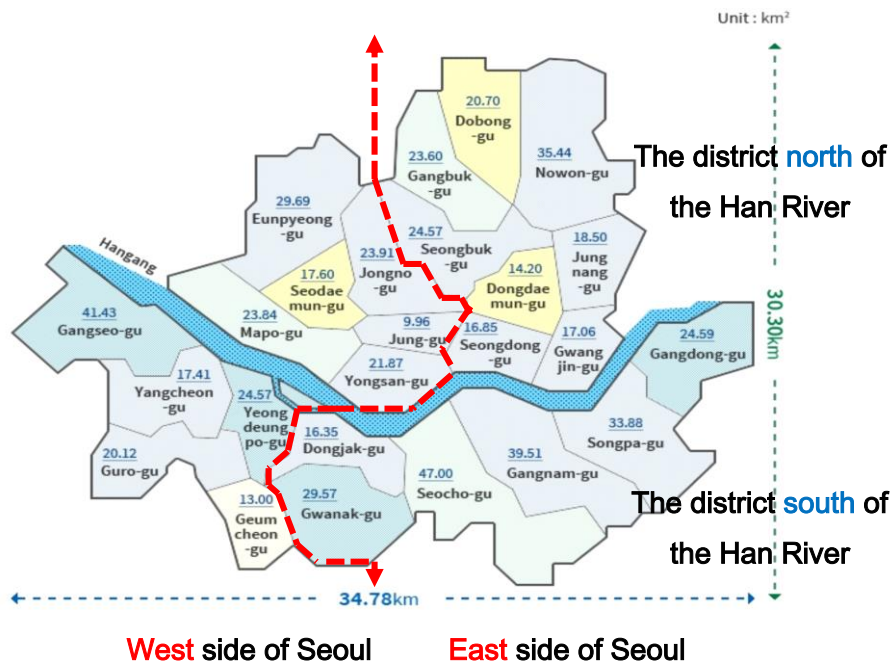 Unit : km²
20.70
Dobong
-gu
23.60
Gangbuk
-gu
35.44
Nowon-gu
The district north of
the Han River
29.69
Eunpyeong
-gu
24.57
Seongbuk
-gu
23.91
Jongno
-gu
18.50
Jung
nang-gu
Hangang
17.60
Seodae
mun-gu
14.20
Dongdae
mun-gu
41.43
Gangseo-gu
23.84
Mapo-gu
9.96
Jung-gu
16.85
Seongdong
-gu
17.06
Gwang
jin-gu
24.59
Gangdong-gu
30.30km
21.87
Yongsan-gu
17.41
Yangcheon
-gu
24.57
Yeong
deung
po-gu
16.35
Dongjak-gu
33.88
Songpa-gu
20.12
Guro-gu
39.51
Gangnam-gu
47.00
Seocho-gu
13.00
Geum
cheon
-gu
29.57
Gwanak-gu
The district south of
the Han River
34.78km
West side of Seoul
East side of Seoul